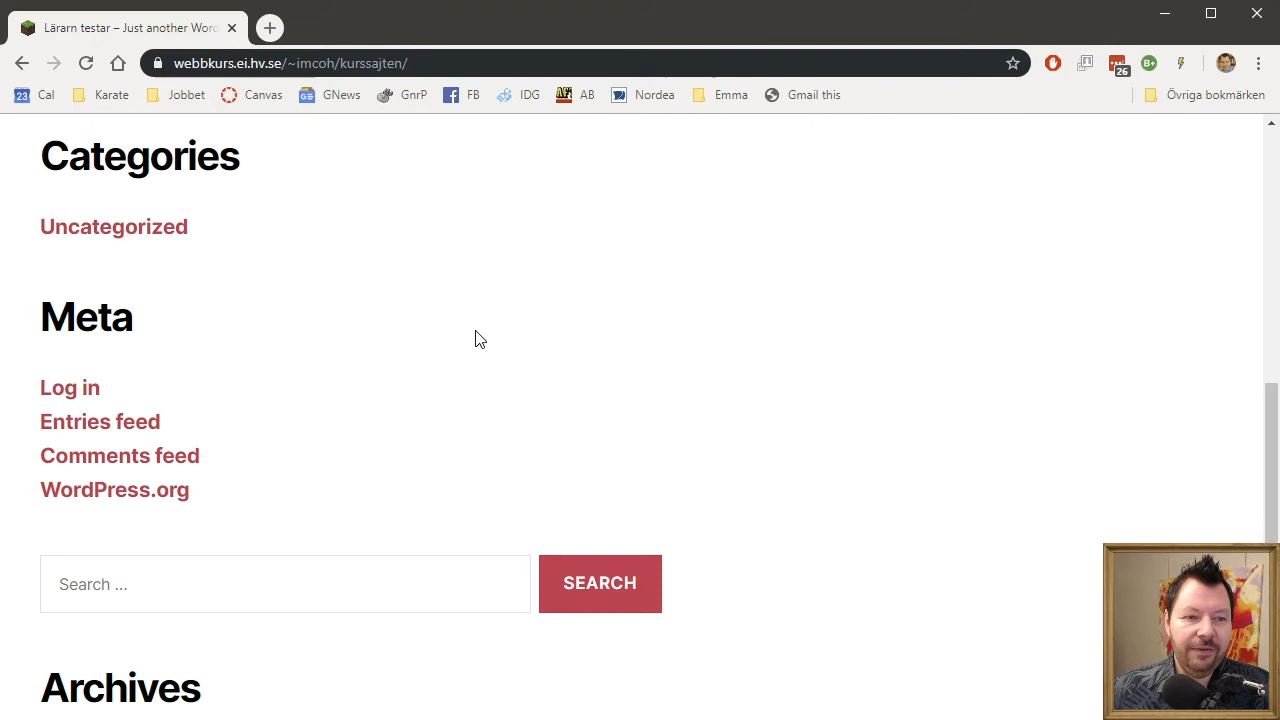 Lärarn testar – Just another Word
webbkurs.ei.hv.se/~imcoh/kurssajten/
26
23 Cal Karate Jobbet Canvas GNews GnrP FB IDG AB Nordea Emma Gmail this Övriga bokmärken
Categories
Uncategorized
Meta
Log in
Entries feed
Comments feed
WordPress.org
Search ...
SEARCH
Archives